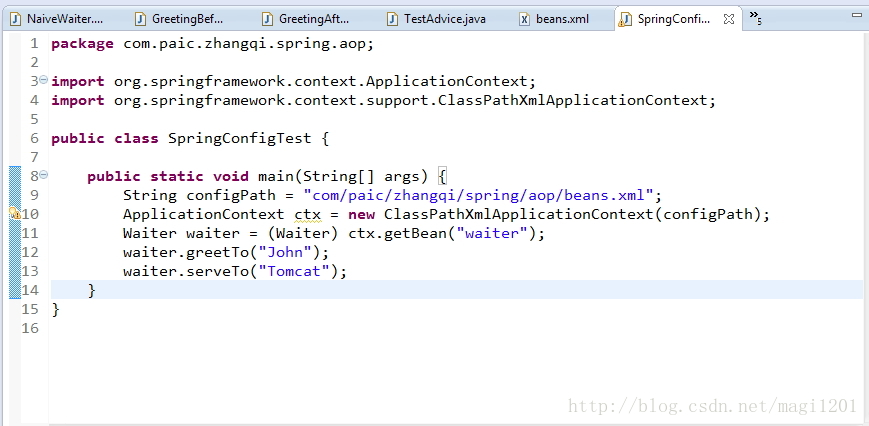 NaiveWaiter.... GreetingBef... GreetingAft... TestAdvice.java beans.xml SpringConfi... »5
1 package com.paic.zhangqi.spring.aop;
2
3 import org.springframework.context.ApplicationContext;
4 import org.springframework.context.support.ClassPathXmlApplicationContext;
5
6 public class SpringConfigTest {
7
8 public static void main(String[] args) {
9 String configPath = "com/paic/zhangqi/spring/aop/beans.xml";
10 ApplicationContext ctx = new ClassPathXmlApplicationContext(configPath);
11 Waiter waiter = (Waiter) ctx.getBean("waiter");
12 waiter.greetTo("John");
13 waiter.serveTo("Tomcat");
14 }
15 }
16
http://blog.csdn.net/magi1201